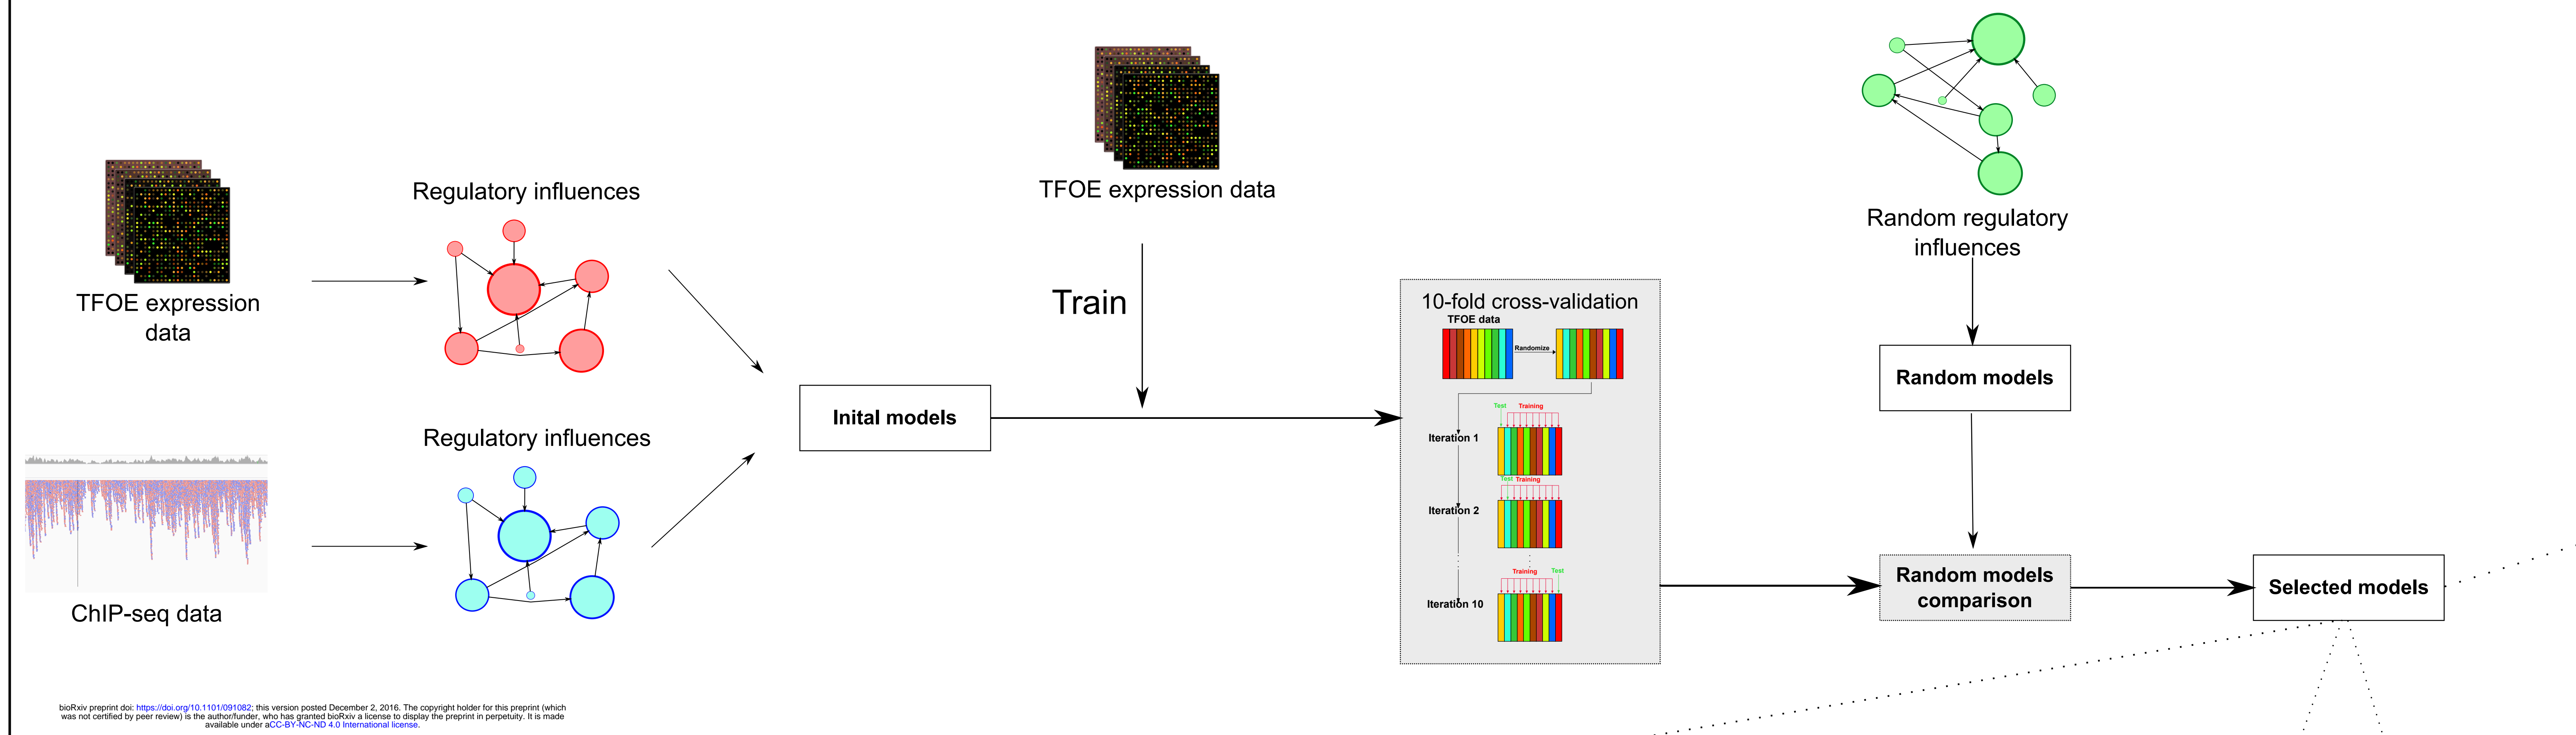 TFOE expression
data
Regulatory influences
ChIP-seq data
Regulatory influences
Inital models
TFOE expression data
Train
10-fold cross-validation
TFOE data
Randomize
Test
Training
Iteration 1
Test Training
Iteration 2
Training
Test
Iteration 10
Random regulatory
influences
Random models
Random models
comparison
Selected models
bioRxiv preprint doi: https://doi.org/10.1101/091082; this version posted December 2, 2016. The copyright holder for this preprint (which
was not certified by peer review) is the author/funder, who has granted bioRxiv a license to display the preprint in perpetuity. It is made
available under aCC-BY-NC-ND 4.0 International license.